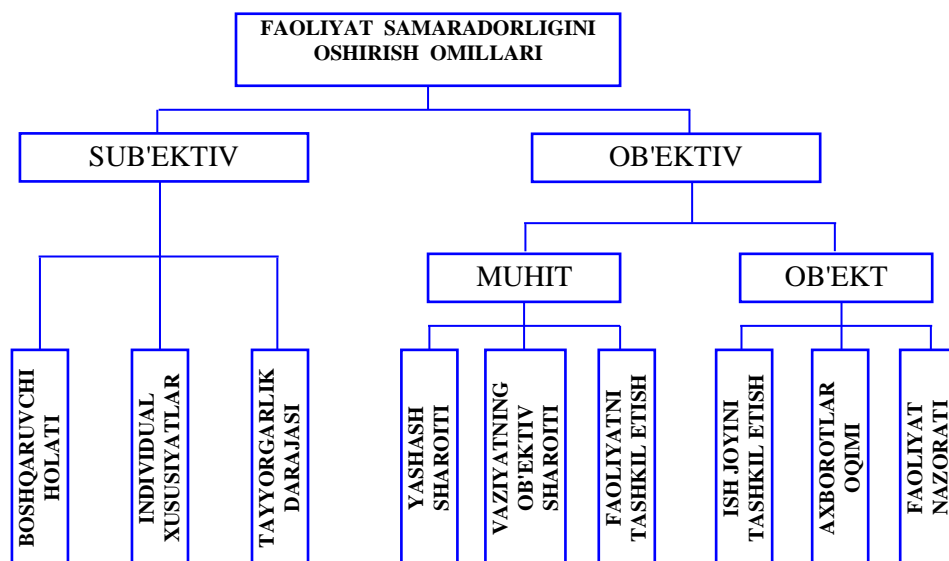 FAOLIYAT SAMARADORLIGINI
OSHIRISH OMILLARI
SUB'EKTIV
OB'EKTIV
MUHIT
OB'EKT
BOSHQARUVCHI
HOLATI
INDIVIDUAL
XUSUSIYATLAR
TAYYORGARLIK
DARAJASI
YASHASH
SHAROITI
VAZIYATNING
OB'EKTIV
SHAROITI
FAOLIYATNI
TASHKIL ETISH
ISH JOYINI
TASHKIL ETISH
AXBOROTLAR
OQIMI
FAOLIYAT
NAZORATI